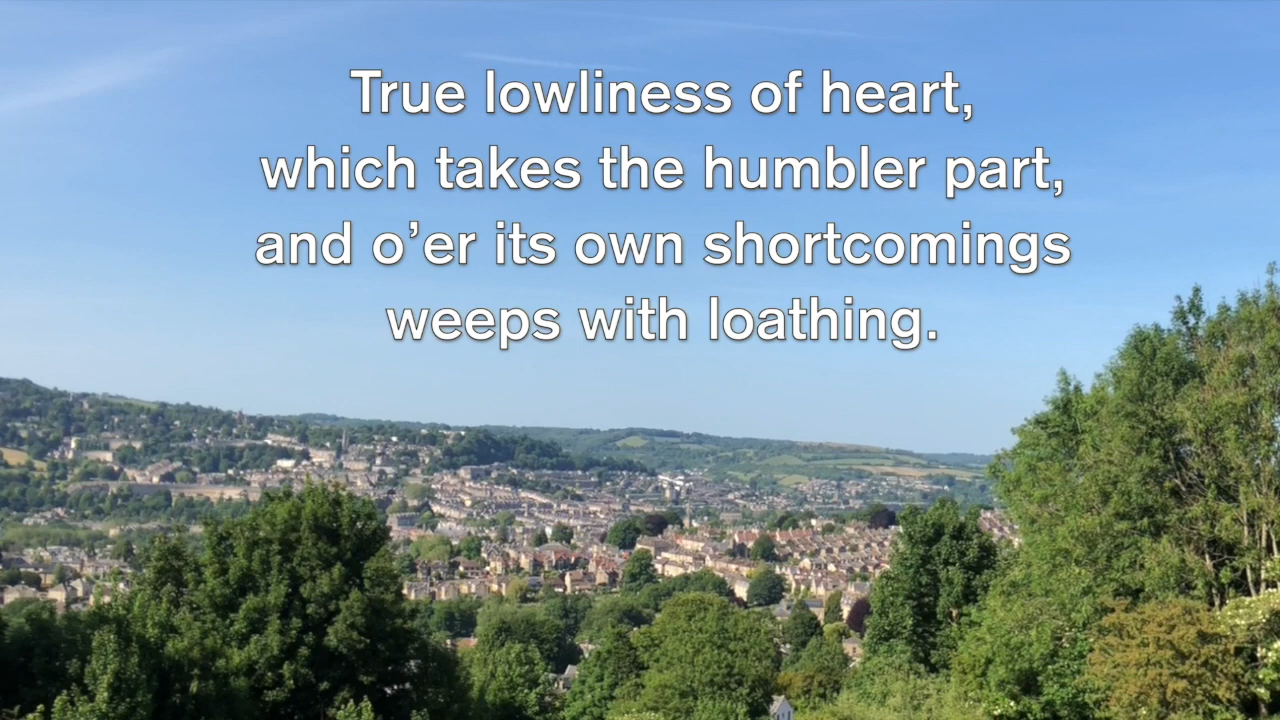 True lowliness of heart,
which takes the humbler part,
and o’er its own shortcomings
weeps with loathing.